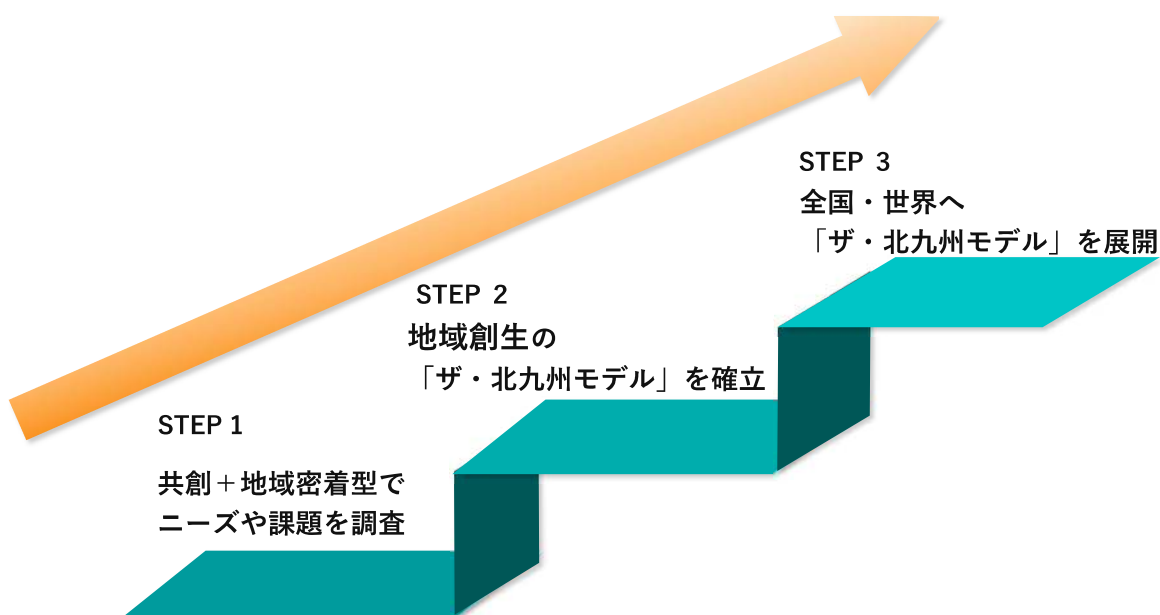 STEP 1
共創＋地域密着型で
ニーズや課題を調査
STEP 2
地域創生の
「ザ・北九州モデル」を確立
STEP 3
全国・世界へ
「ザ・北九州モデル」を展開